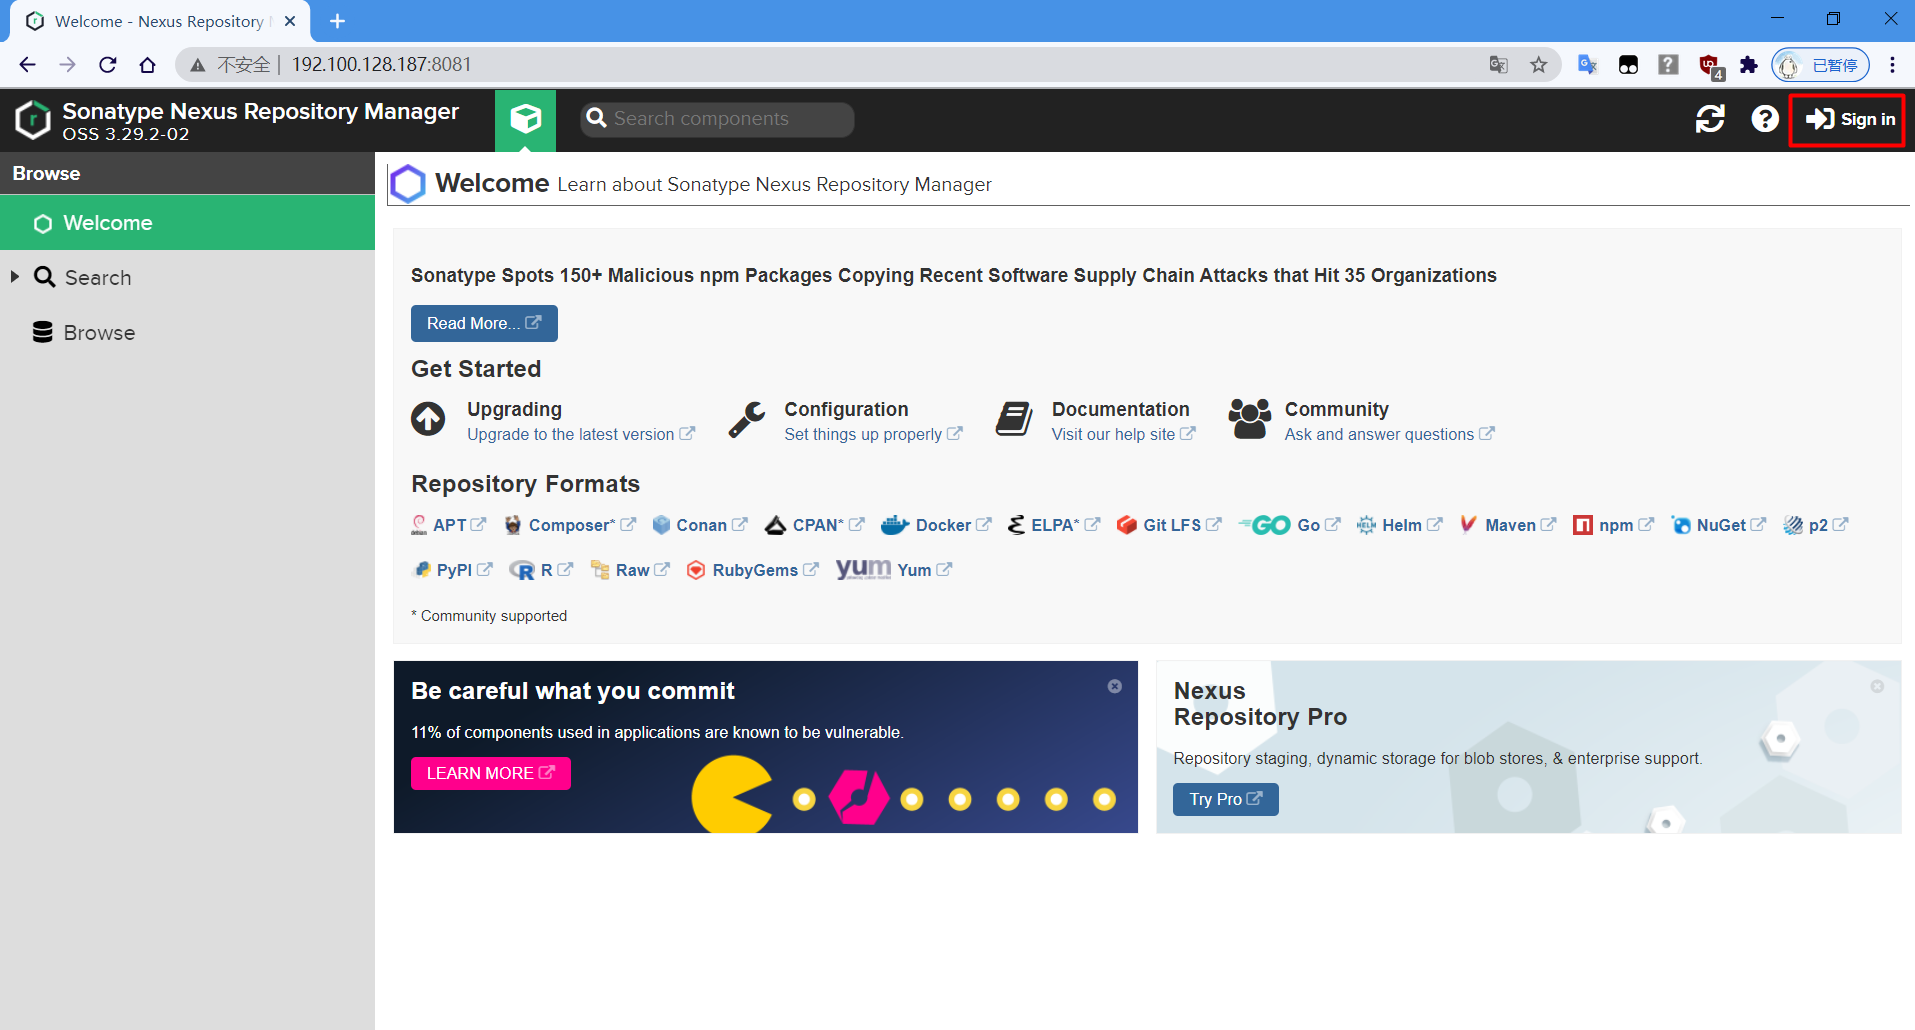 Welcome - Nexus Repository
不安全 | 192.100.128.187:8081
4
已暂停
Sonatype Nexus Repository Manager
OSS 3.29.2-02
Search components
Sign in
Browse
Welcome
Search
Browse
Welcome Learn about Sonatype Nexus Repository Manager
Sonatype Spots 150+ Malicious npm Packages Copying Recent Software Supply Chain Attacks that Hit 35 Organizations
Read More...
Get Started
Upgrading
Upgrade to the latest version
Configuration
Set things up properly
Documentation
Visit our help site
Community
Ask and answer questions
Repository Formats
APT Composer* Conan CPAN* Docker ELPA* Git LFS GO Go HELM Helm Maven npm NuGet p2
PyPI R R Raw RubyGems yum Yum
* Community supported
Be careful what you commit
11% of components used in applications are known to be vulnerable.
LEARN MORE
Nexus
Repository Pro
Repository staging, dynamic storage for blob stores, & enterprise support.
Try Pro